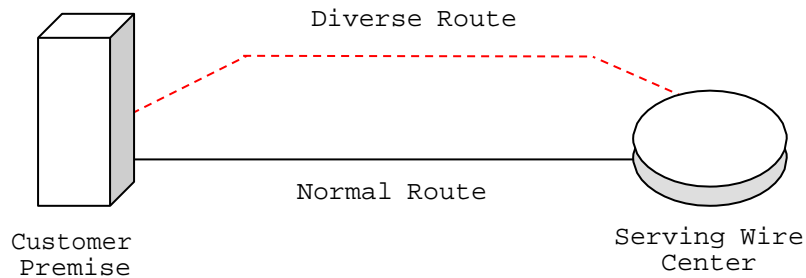 Diverse Route
Normal Route
Customer
Premise
Serving Wire
Center